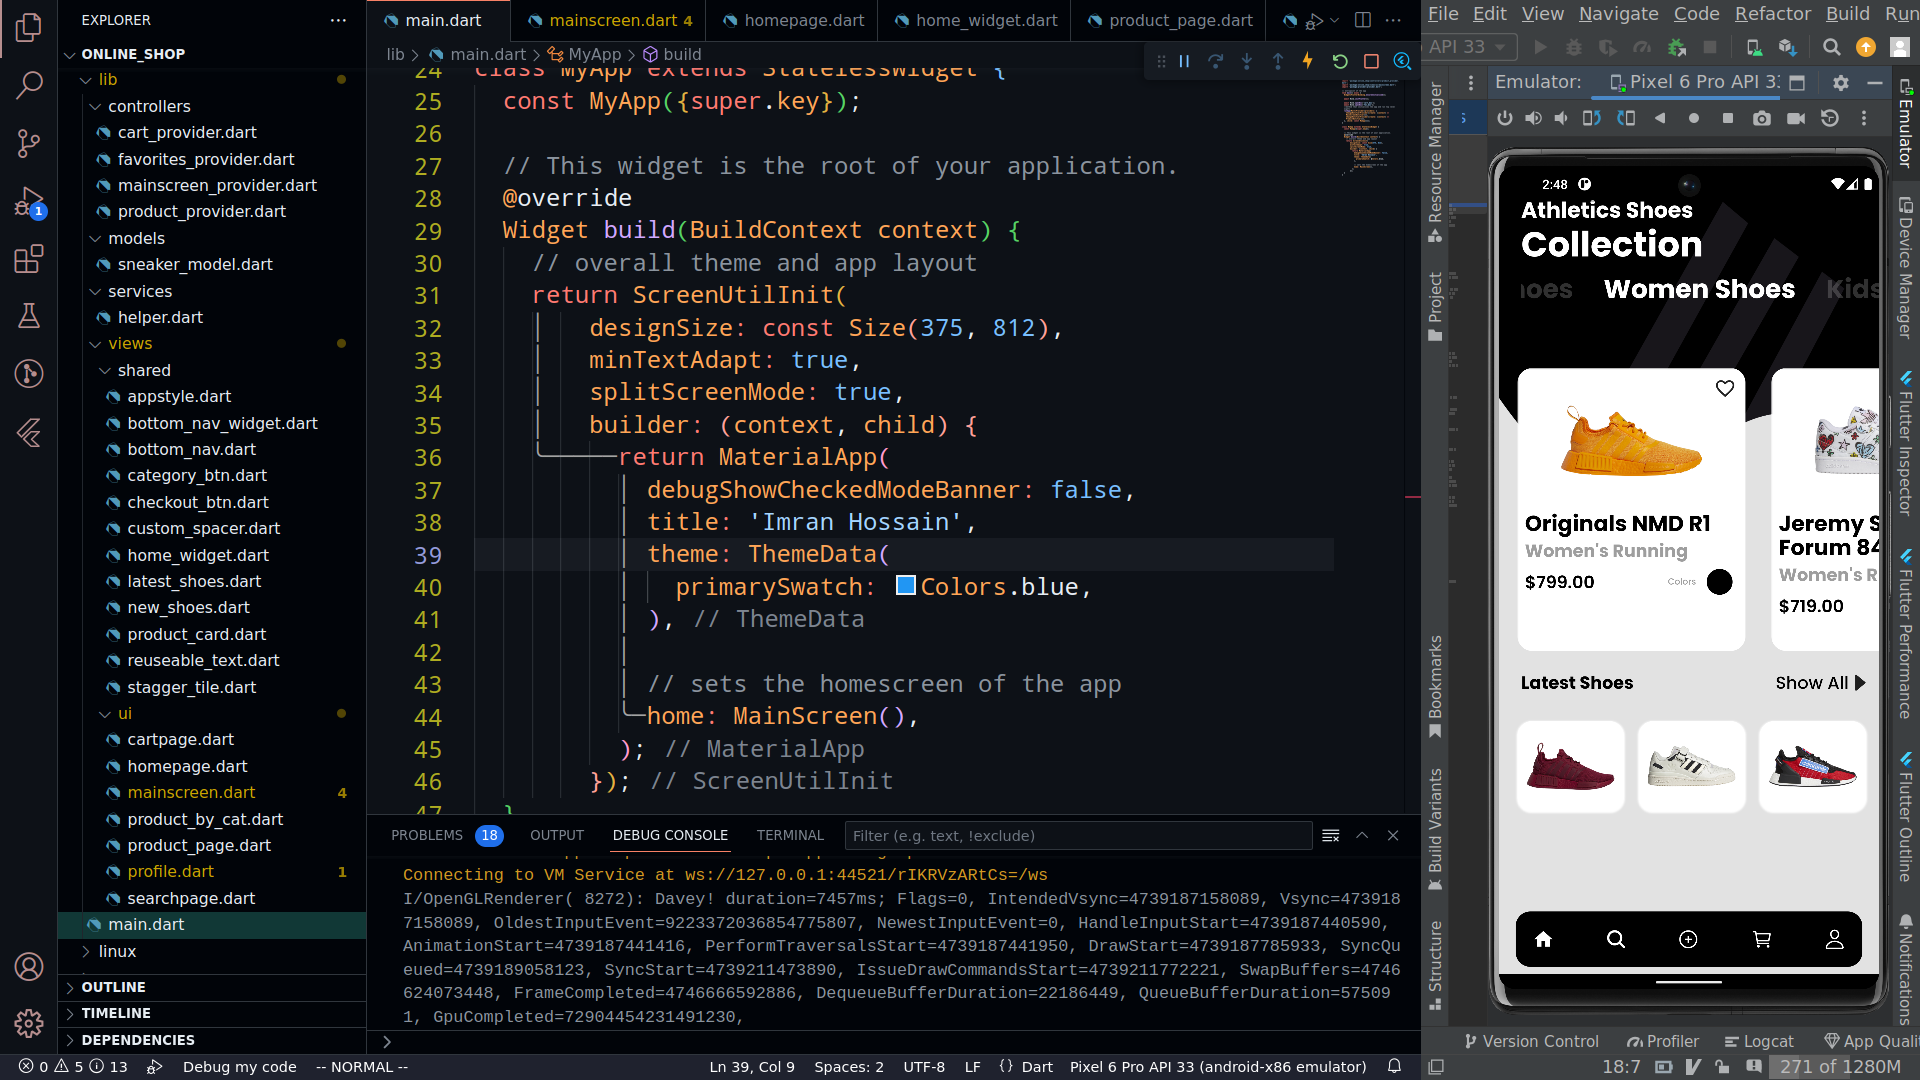 EXPLORER
ONLINE_SHOP
lib
controllers
cart_provider.dart
favorites_provider.dart
mainscreen_provider.dart
product_provider.dart
models
sneaker_model.dart
services
helper.dart
views
shared
appstyle.dart
bottom_nav_widget.dart
bottom_nav.dart
category_btn.dart
checkout_btn.dart
custom_spacer.dart
home_widget.dart
latest_shoes.dart
new_shoes.dart
product_card.dart
reuseable_text.dart
stagger_tile.dart
ui
cartpage.dart
homepage.dart
mainscreen.dart 4
product_by_cat.dart
product_page.dart
profile.dart 1
searchpage.dart
main.dart
linux
OUTLINE
TIMELINE
DEPENDENCIES
1
main.dart mainscreen.dart 4 homepage.dart home_widget.dart product_page.dart
lib > main.dart > MyApp > build
24 class MyApp extends StatelessWidget {
25 const MyApp({super.key});
26
27 // This widget is the root of your application.
28 @override
29 Widget build(BuildContext context) {
30 // overall theme and app layout
31 return ScreenUtilInit(
32 designSize: const Size(375, 812),
33 minTextAdapt: true,
34 splitScreenMode: true,
35 builder: (context, child) {
36 return MaterialApp(
37 debugShowCheckedModeBanner: false,
38 title: 'Imran Hossain',
39 theme: ThemeData(
40 primarySwatch: Colors.blue,
41 ), // ThemeData
42
43 // sets the homescreen of the app
44 home: MainScreen(),
45 ); // MaterialApp
46 }); // ScreenUtilInit
47 }
PROBLEMS 18 OUTPUT DEBUG CONSOLE TERMINAL Filter (e.g. text, !exclude)
Connecting to VM Service at ws://127.0.0.1:44521/rIKRVzARtCs=/ws
I/OpenGLRenderer( 8272): Davey! duration=7457ms; Flags=0, IntendedVsync=4739187158089, Vsync=473918
7158089, OldestInputEvent=9223372036854775807, NewestInputEvent=0, HandleInputStart=4739187440590,
AnimationStart=4739187441416, PerformTraversalsStart=4739187441950, DrawStart=4739187785933, SyncQu
eued=4739189058123, SyncStart=4739211473890, IssueDrawCommandsStart=4739211772221, SwapBuffers=4746
624073448, FrameCompleted=4746666592886, DequeueBufferDuration=22186449, QueueBufferDuration=57509
1, GpuCompleted=72904454231491230,
0 5 13 Debug my code -- NORMAL -- Ln 39, Col 9 Spaces: 2 UTF-8 LF {} Dart Pixel 6 Pro API 33 (android-x86 emulator)
File Edit View Navigate Code Refactor Build Run
API 33
Emulator: Pixel 6 Pro API 33
s
Resource Manager
Project
Bookmarks
Build Variants
Structure
2:48
Athletics Shoes
Collection
hoes Women Shoes Kids
Originals NMD R1
Women's Running
$799.00 Colors
Jeremy S
Forum 84
Women's R
$719.00
Latest Shoes Show All
Emulator
Device Manager
Flutter Inspector
Flutter Performance
Flutter Outline
Notifications
Version Control Profiler Logcat App Quali
18:7 271 of 1280M